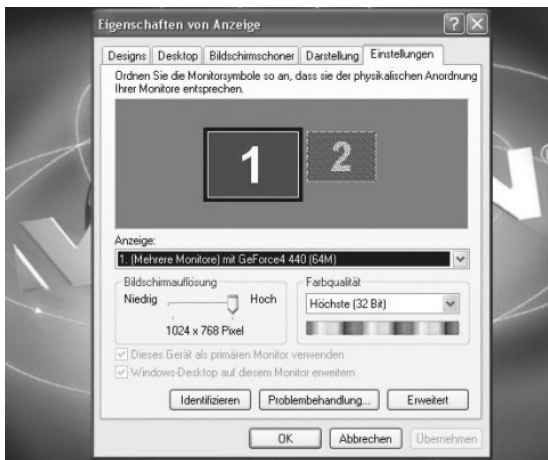 Eigenschaften von Anzeige
Designs Desktop Bildschirmschoner Darstellung Einstellungen
Ordnen Sie die Monitorsymbole so an, dass sie der physikalischen Anordnung
Ihrer Monitore entsprechen.
1 2
Anzeige:
1. (Mehrere Monitore) mit GeForce4 440 (64M)
Bildschirmauflösung
Niedrig Hoch
1024 x 768 Pixel
Farbqualität
Höchste (32 Bit)
Dieses Gerät als primären Monitor verwenden
Windows-Desktop auf diesem Monitor erweitern
Identifizieren Problembehandlung... Erweitert
OK Abbrechen Übernehmen